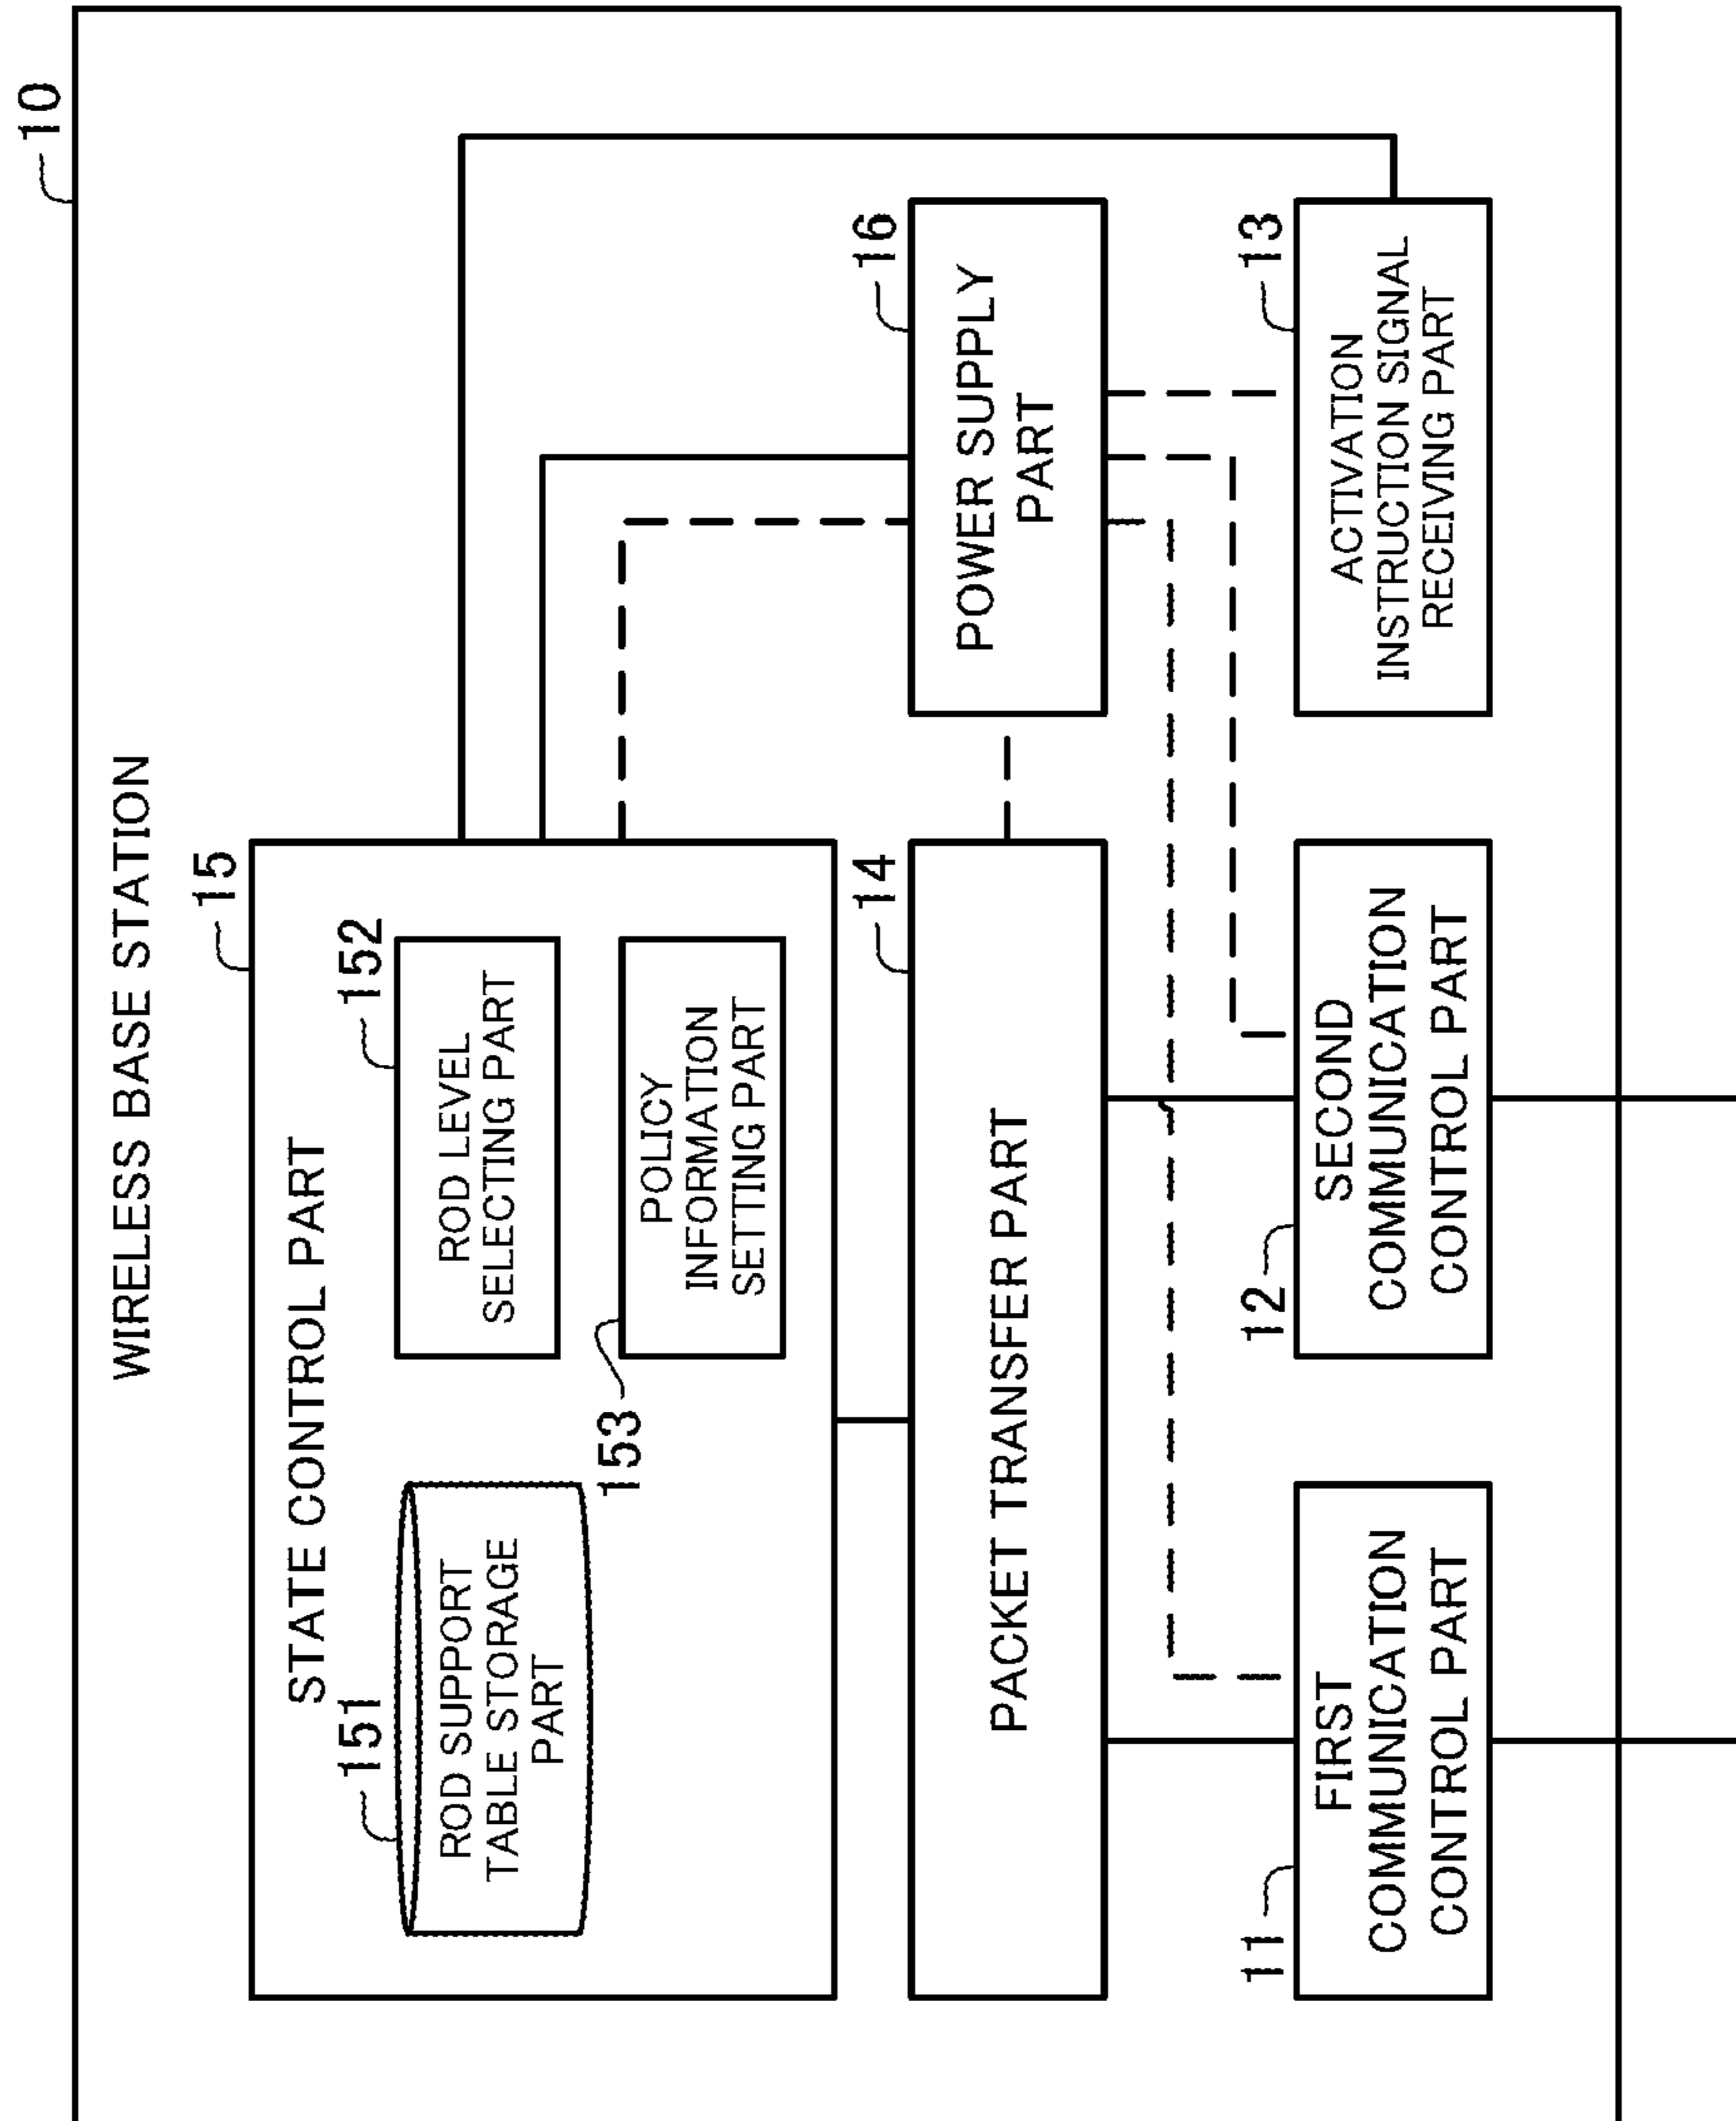 10
WIRELESS BASE STATION
15
STATE CONTROL PART
151
ROD SUPPORT
TABLE STORAGE
PART
152
ROD LEVEL
SELECTING PART
153
POLICY
INFORMATION
SETTING PART
14
PACKET TRANSFER PART
16
POWER SUPPLY
PART
11
FIRST
COMMUNICATION
CONTROL PART
12
SECOND
COMMUNICATION
CONTROL PART
13
ACTIVATION
INSTRUCTION SIGNAL
RECEIVING PART